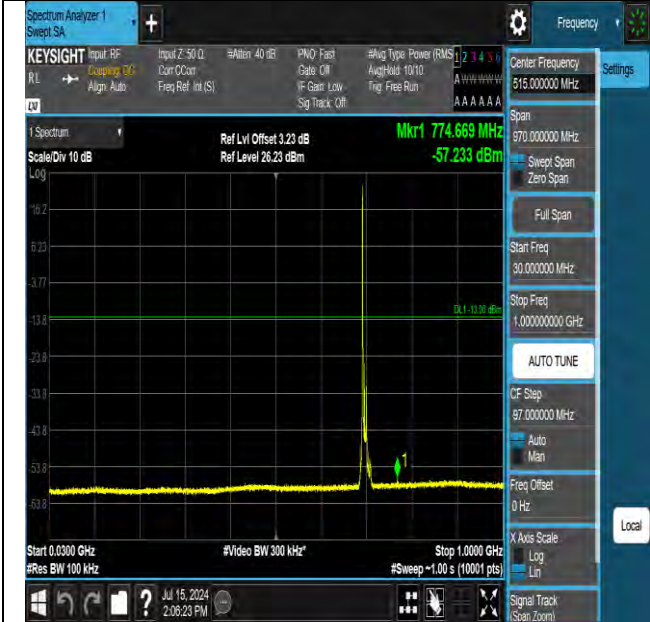 Spectrum Analyzer 1
Swept SA
+
Frequency
KEYSIGHT
RL
LXI
Input: RF
Coupling: DC
Align: Auto
Input Z: 50 Ω
Corr CCorr
Freq Ref: Int (S)
#Atten: 40 dB
PNO: Fast
Gate: Off
IF Gain: Low
Sig Track: Off
#Avg Type: Power (RMS
Avg|Hold: 10/10
Trig: Free Run
1 2 3 4 5 6
A W W W W W
A A A A A A
1 Spectrum
Scale/Div 10 dB
Log
Ref Lvl Offset 3.23 dB
Ref Level 26.23 dBm
Mkr1 774.669 MHz
-57.233 dBm
16.2
6.23
-3.77
DL1 -13.00 dBm
-13.8
-23.8
-33.8
-43.8
-53.8
-63.8
1
Start 0.0300 GHz
#Res BW 100 kHz
#Video BW 300 kHz*
Stop 1.0000 GHz
#Sweep ~1.00 s (10001 pts)
?
Jul 15, 2024
2:06:23 PM
Center Frequency
515.000000 MHz
Settings
Span
970.000000 MHz
Swept Span
Zero Span
Full Span
Start Freq
30.000000 MHz
Stop Freq
1.000000000 GHz
AUTO TUNE
CF Step
97.000000 MHz
Auto
Man
Freq Offset
0 Hz
X Axis Scale
Log
Lin
Local
Signal Track
(Span Zoom)